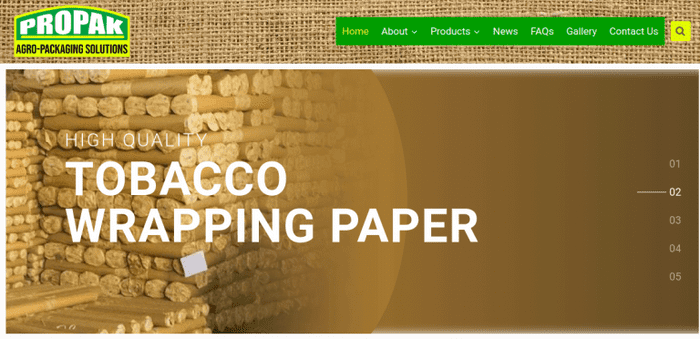 PROPAK
AGRO-PACKAGING SOLUTIONS
Home About Products News FAQs Gallery Contact Us
HIGH QUALITY
TOBACCO
WRAPPING PAPER
01
02
03
04
05